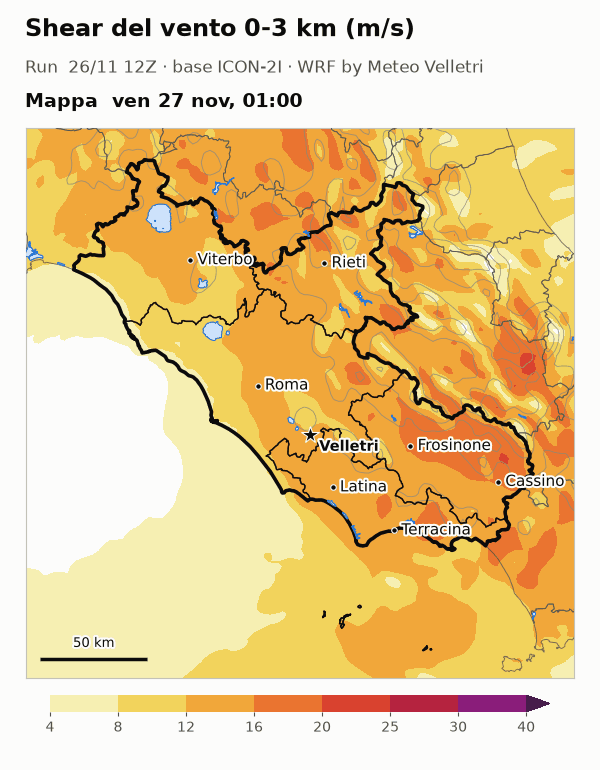 Shear del vento 0-3 km (m/s)
Run  26/11 12Z · base ICON-2I · WRF by Meteo Velletri
Mappa  ven 27 nov, 01:00
Viterbo
Rieti
Roma
Velletri
Frosinone
Cassino
Latina
Terracina
50 km
4 8 12 16 20 25 30 40